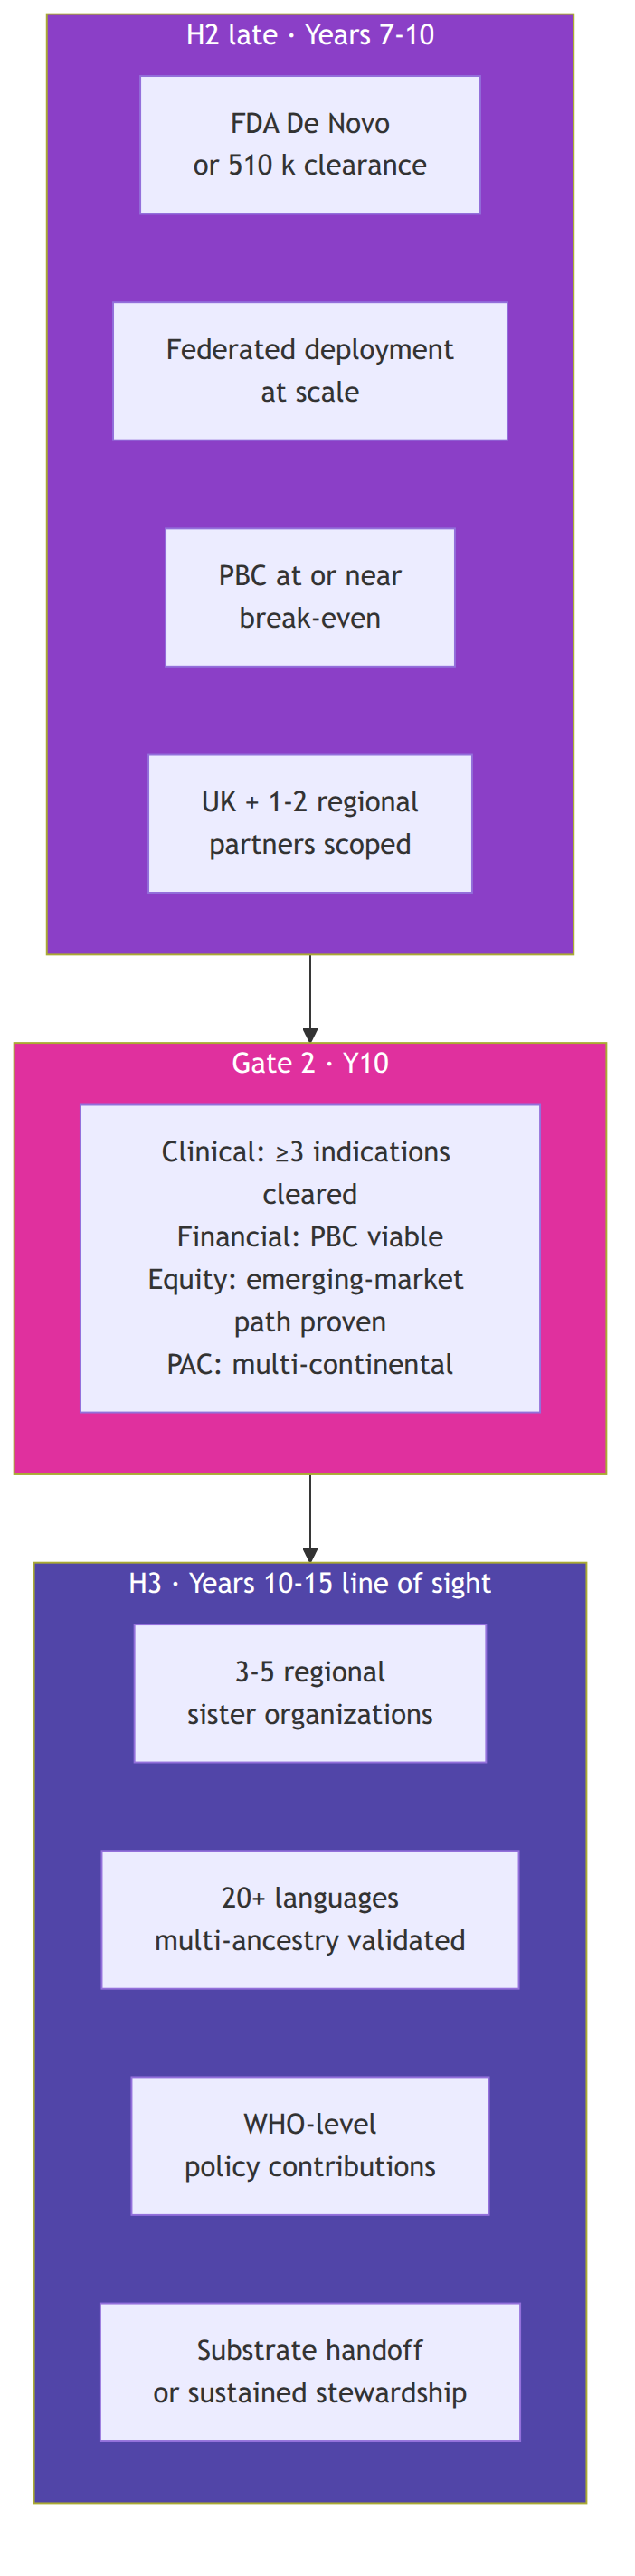 H2 late · Years 7-10
FDA De Novo
or 510 k clearance
Federated deployment
at scale
PBC at or near
break-even
UK + 1-2 regional
partners scoped
Gate 2 · Y10
Clinical: ≥3 indications
cleared
Financial: PBC viable
Equity: emerging-market
path proven
PAC: multi-continental
H3 · Years 10-15 line of sight
3-5 regional
sister organizations
20+ languages
multi-ancestry validated
WHO-level
policy contributions
Substrate handoff
or sustained stewardship